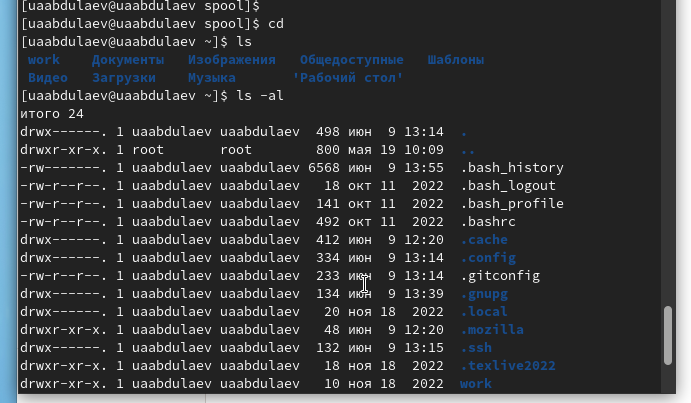 [uaabdulaev@uaabdulaev spool]$
[uaabdulaev@uaabdulaev spool]$ cd
[uaabdulaev@uaabdulaev ~]$ ls
work Документы Изображения Общедоступные Шаблоны
Видео Загрузки Музыка 'Рабочий стол'
[uaabdulaev@uaabdulaev ~]$ ls -al
итого 24
drwx------. 1 uaabdulaev uaabdulaev 498 июн 9 13:14 .
drwxr-xr-x. 1 root root 800 мая 19 10:09 ..
-rw-------. 1 uaabdulaev uaabdulaev 6568 июн 9 13:55 .bash_history
-rw-r--r--. 1 uaabdulaev uaabdulaev 18 окт 11 2022 .bash_logout
-rw-r--r--. 1 uaabdulaev uaabdulaev 141 окт 11 2022 .bash_profile
-rw-r--r--. 1 uaabdulaev uaabdulaev 492 окт 11 2022 .bashrc
drwx------. 1 uaabdulaev uaabdulaev 412 июн 9 12:20 .cache
drwx------. 1 uaabdulaev uaabdulaev 334 июн 9 13:14 .config
-rw-r--r--. 1 uaabdulaev uaabdulaev 233 июн 9 13:14 .gitconfig
drwx------. 1 uaabdulaev uaabdulaev 134 июн 9 13:39 .gnupg
drwx------. 1 uaabdulaev uaabdulaev 20 ноя 18 2022 .local
drwxr-xr-x. 1 uaabdulaev uaabdulaev 48 июн 9 12:20 .mozilla
drwx------. 1 uaabdulaev uaabdulaev 132 июн 9 13:15 .ssh
drwxr-xr-x. 1 uaabdulaev uaabdulaev 18 ноя 18 2022 .texlive2022
drwxr-xr-x. 1 uaabdulaev uaabdulaev 10 ноя 18 2022 work